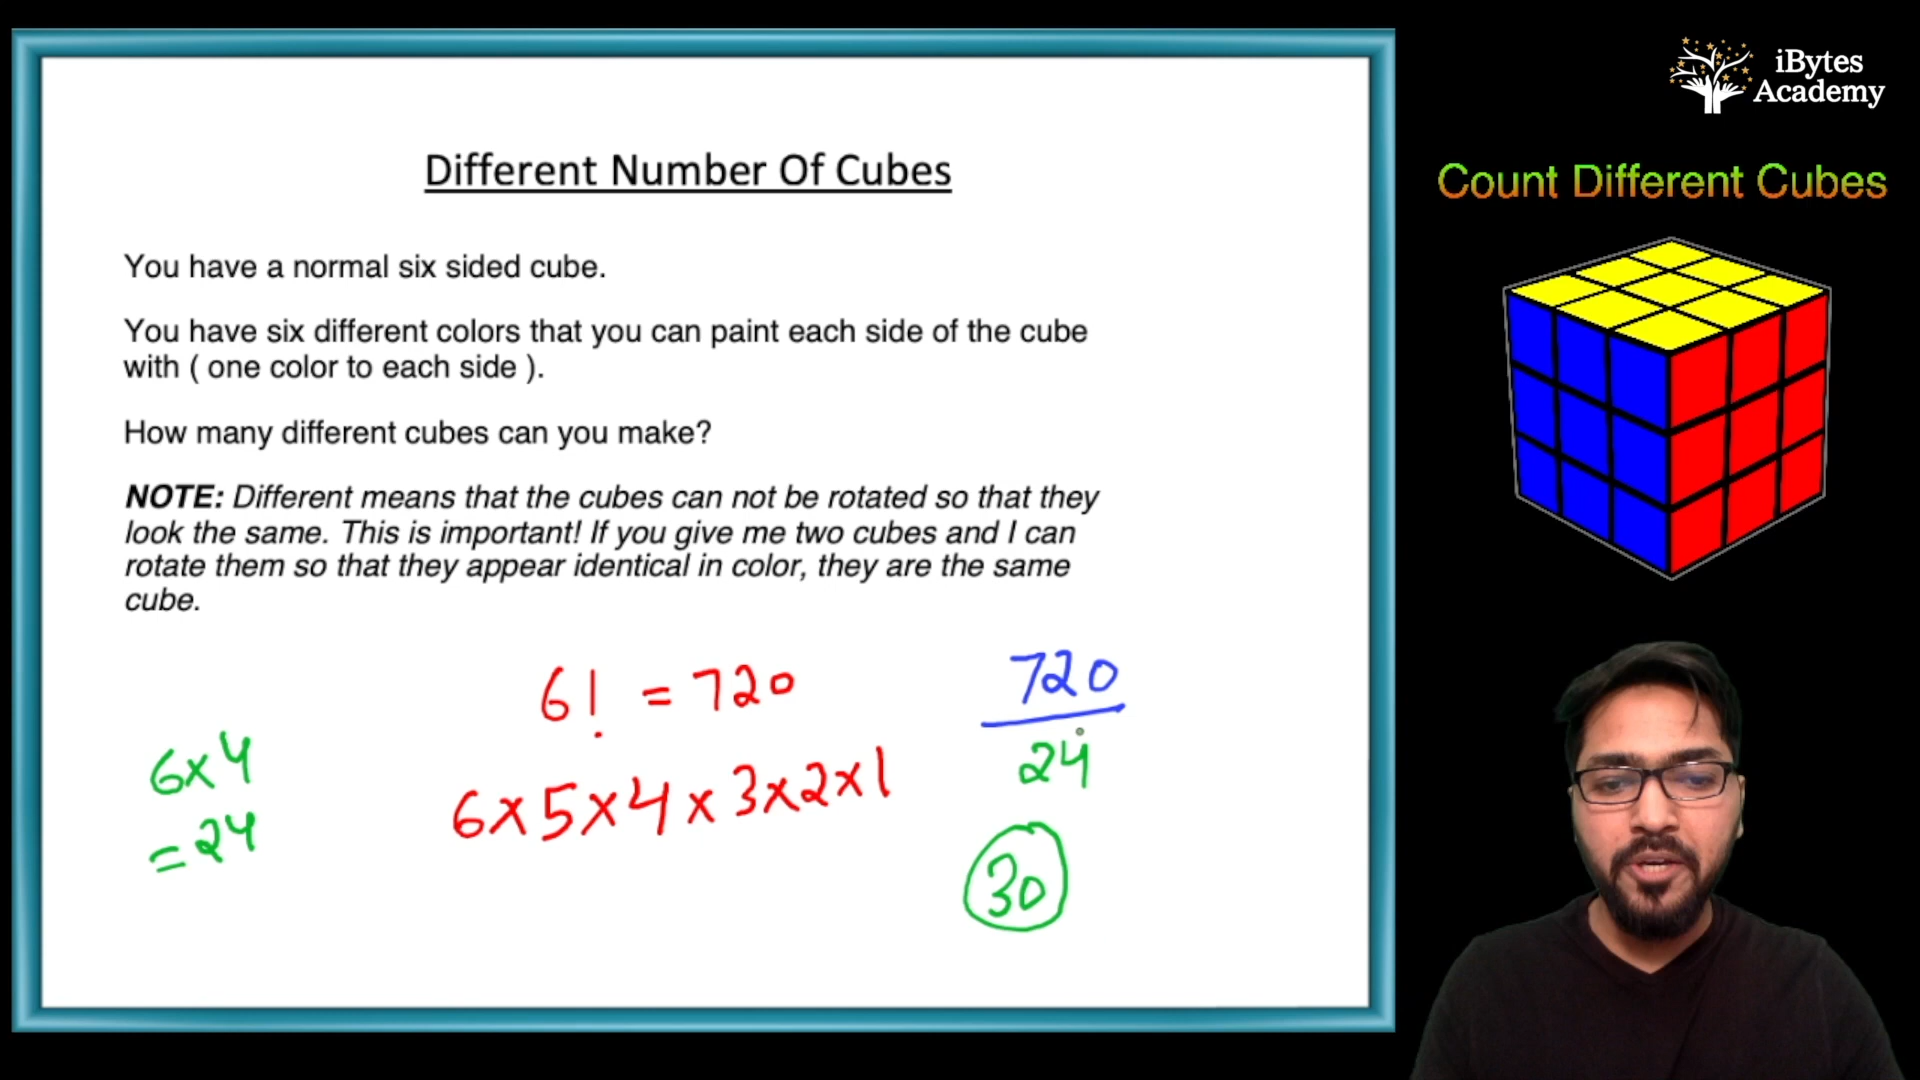 iBytes
Academy
Different Number Of Cubes
Count Different Cubes
You have a normal six sided cube.
You have six different colors that you can paint each side of the cube
with ( one color to each side ).
How many different cubes can you make?
NOTE: Different means that the cubes can not be rotated so that they
look the same. This is important! If you give me two cubes and I can
rotate them so that they appear identical in color, they are the same
cube.
6! = 720
6x5x4x3x2x1
6x4
=24
720
24
30